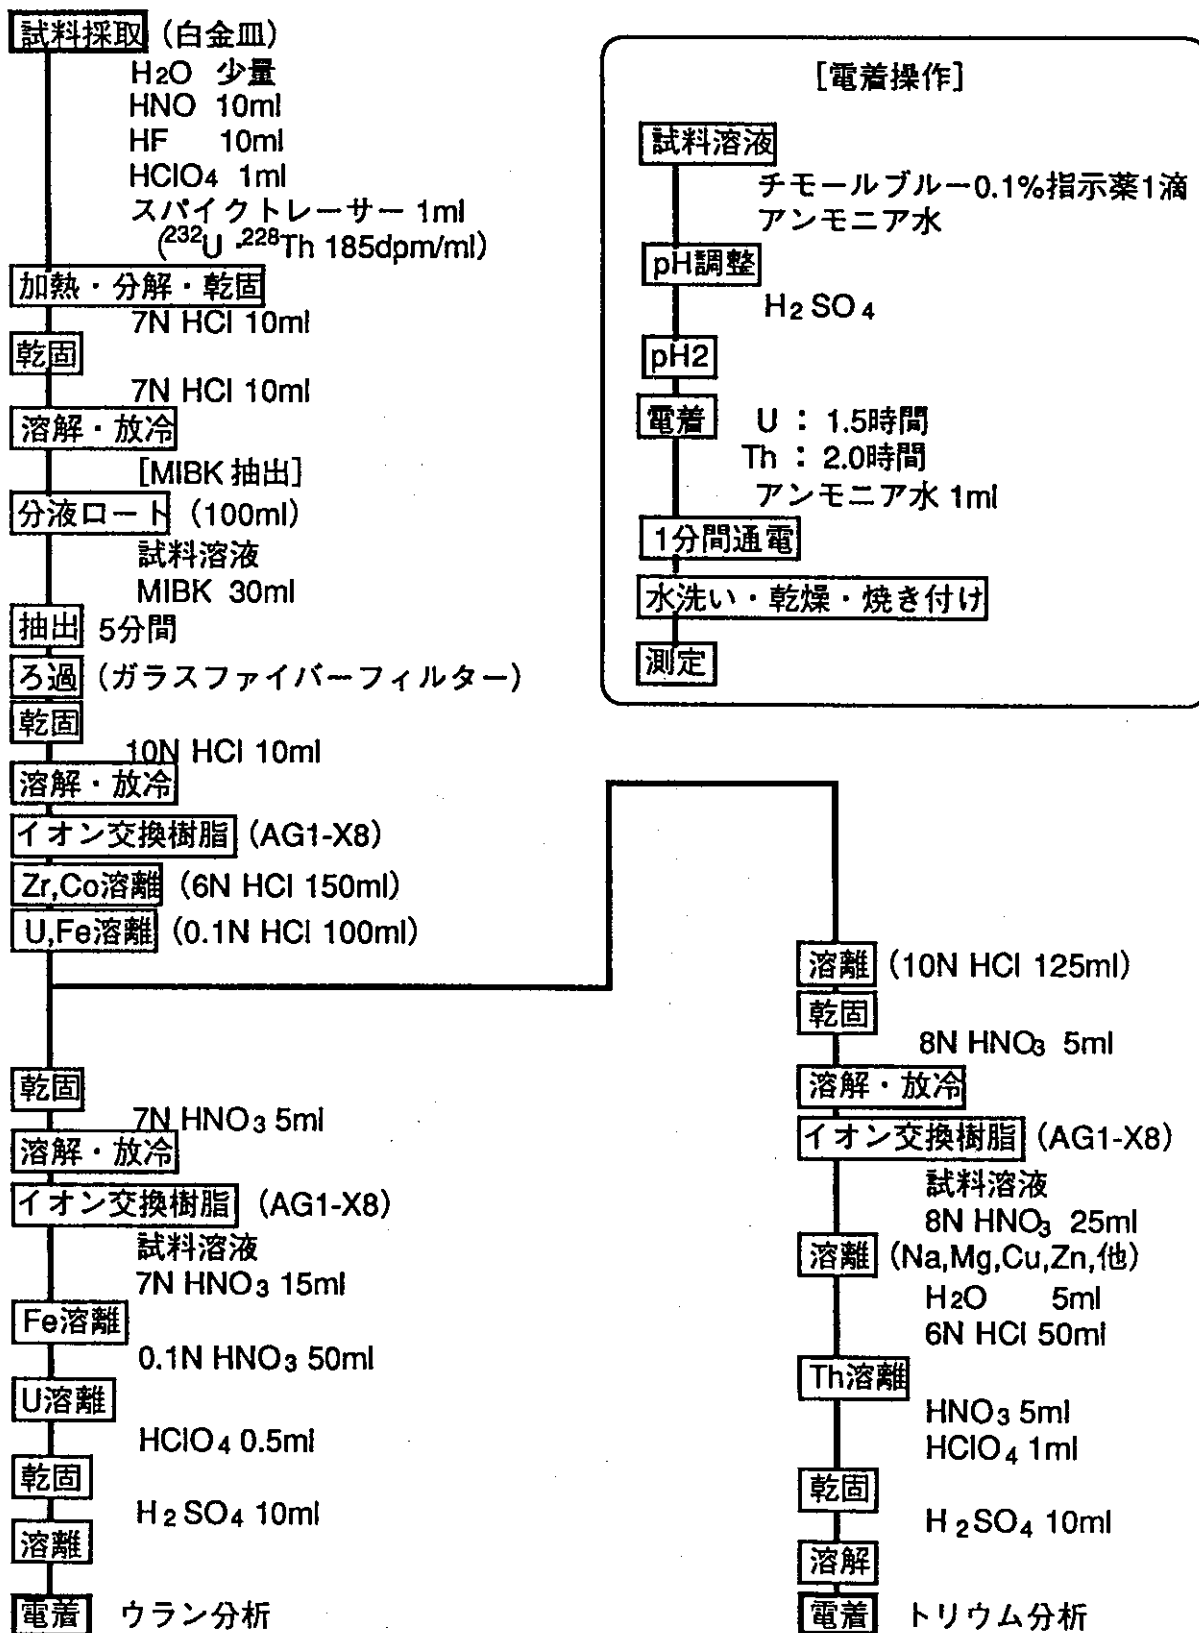 試料採取 (白金皿)
H2O 少量
HNO 10ml
HF 10ml
HClO4 1ml
スパイクトレーサー 1ml
(232U・228Th 185dpm/ml)
加熱・分解・乾固
7N HCl 10ml
乾固
7N HCl 10ml
溶解・放冷
[MIBK 抽出]
分液ロート (100ml)
試料溶液
MIBK 30ml
抽出 5分間
ろ過 (ガラスファイバーフィルター)
乾固
10N HCl 10ml
溶解・放冷
イオン交換樹脂 (AG1-X8)
Zr,Co溶離 (6N HCl 150ml)
U,Fe溶離 (0.1N HCl 100ml)
乾固
7N HNO3 5ml
溶解・放冷
イオン交換樹脂 (AG1-X8)
試料溶液
7N HNO3 15ml
Fe溶離
0.1N HNO3 50ml
U溶離
HClO4 0.5ml
乾固
H2SO4 10ml
溶離
電着 ウラン分析
[電着操作]
試料溶液
チモールブルー0.1%指示薬1滴
アンモニア水
pH調整
H2SO4
pH2
電着 U : 1.5時間
Th : 2.0時間
アンモニア水 1ml
1分間通電
水洗い・乾燥・焼き付け
測定
溶離 (10N HCl 125ml)
乾固
8N HNO3 5ml
溶解・放冷
イオン交換樹脂 (AG1-X8)
試料溶液
8N HNO3 25ml
溶離 (Na,Mg,Cu,Zn,他)
H2O 5ml
6N HCl 50ml
Th溶離
HNO3 5ml
HClO4 1ml
乾固
H2SO4 10ml
溶解
電着 トリウム分析